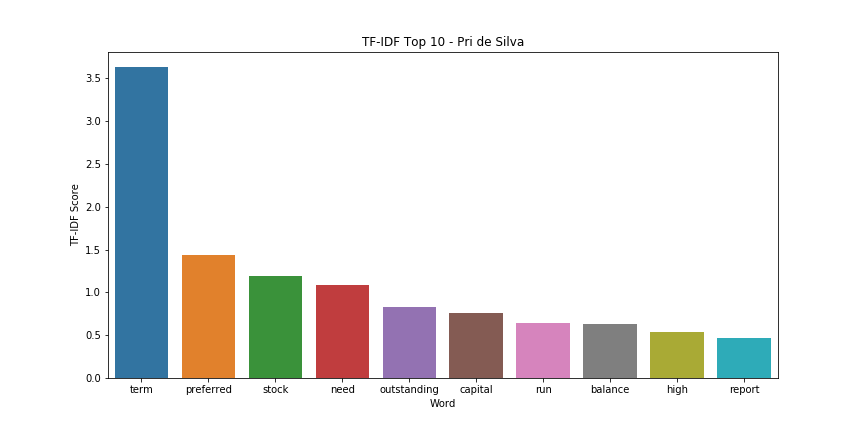 TF-IDF Top 10 - Pri de Silva
TF-IDF Score
3.5
3.0
2.5
2.0
1.5
1.0
0.5
0.0
term preferred stock need outstanding capital run balance high report
Word